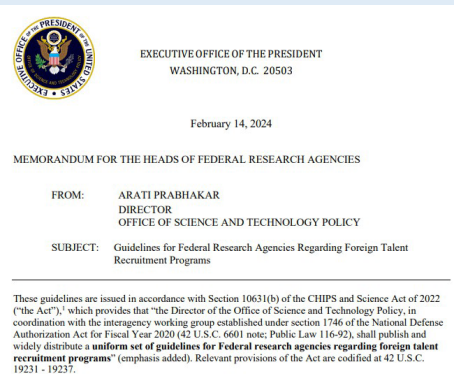 EXECUTIVE OFFICE OF THE PRESIDENT
WASHINGTON, D.C. 20503
February 14, 2024
MEMORANDUM FOR THE HEADS OF FEDERAL RESEARCH AGENCIES
FROM: ARATI PRABHAKAR
DIRECTOR
OFFICE OF SCIENCE AND TECHNOLOGY POLICY
SUBJECT: Guidelines for Federal Research Agencies Regarding Foreign Talent
Recruitment Programs
These guidelines are issued in accordance with Section 10631(b) of the CHIPS and Science Act of 2022
("the Act"),¹ which provides that "the Director of the Office of Science and Technology Policy, in
coordination with the interagency working group established under section 1746 of the National Defense
Authorization Act for Fiscal Year 2020 (42 U.S.C. 6601 note; Public Law 116-92), shall publish and
widely distribute a uniform set of guidelines for Federal research agencies regarding foreign talent
recruitment programs" (emphasis added). Relevant provisions of the Act are codified at 42 U.S.C.
19231 - 19237.
EXECUTIVE OFFICE OF THE PRESIDENT OF THE UNITED STATES
OFFICE OF SCIENCE AND TECHNOLOGY POLICY